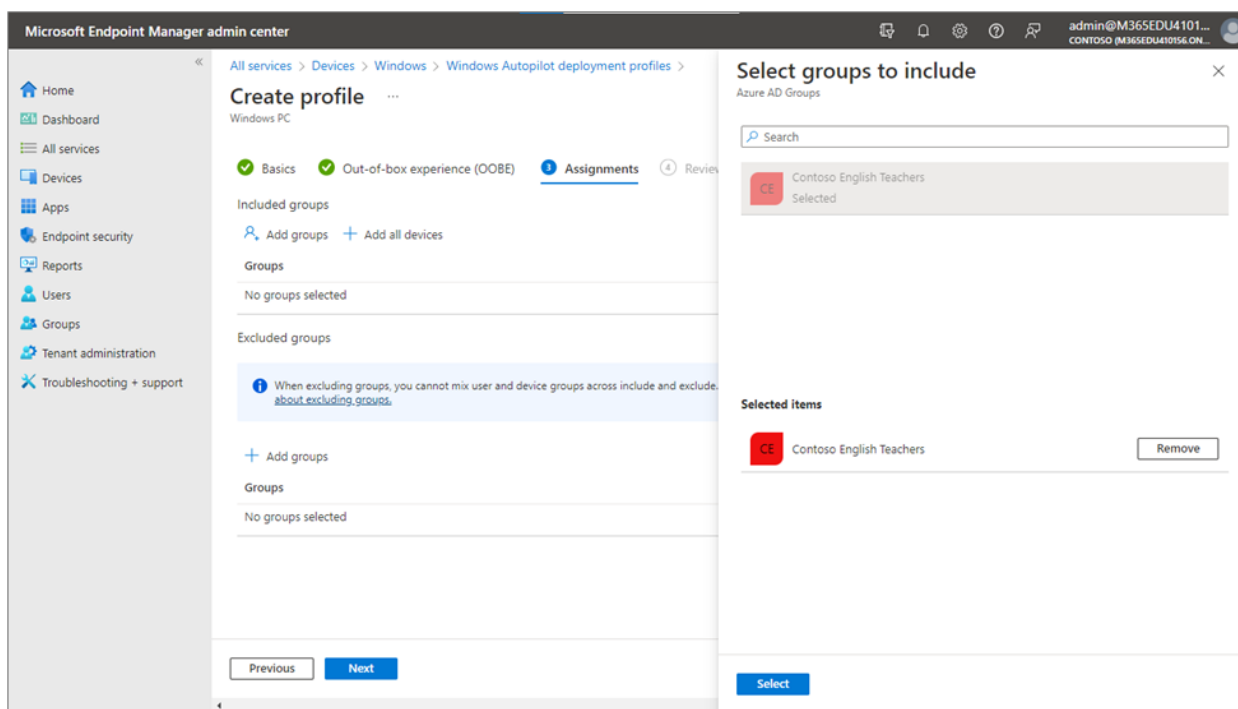 Microsoft Endpoint Manager admin center
admin@M365EDU4101...
CONTOSO (M365EDU410156.ON...
Home
Dashboard
All services
Devices
Apps
Endpoint security
Reports
Users
Groups
Tenant administration
Troubleshooting + support
All services > Devices > Windows > Windows Autopilot deployment profiles >
Create profile ...
Windows PC
Basics
Out-of-box experience (OOBE)
3 Assignments
4 Review
Included groups
Add groups
Add all devices
Groups
No groups selected
Excluded groups
When excluding groups, you cannot mix user and device groups across include and exclude.
about excluding groups.
Add groups
Groups
No groups selected
Previous
Next
Select groups to include
Azure AD Groups
Search
CE Contoso English Teachers
Selected
Selected items
CE Contoso English Teachers
Remove
Select